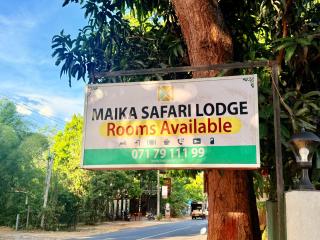 MAIKA SAFARI LODGE
Rooms Available
071 79 111 99